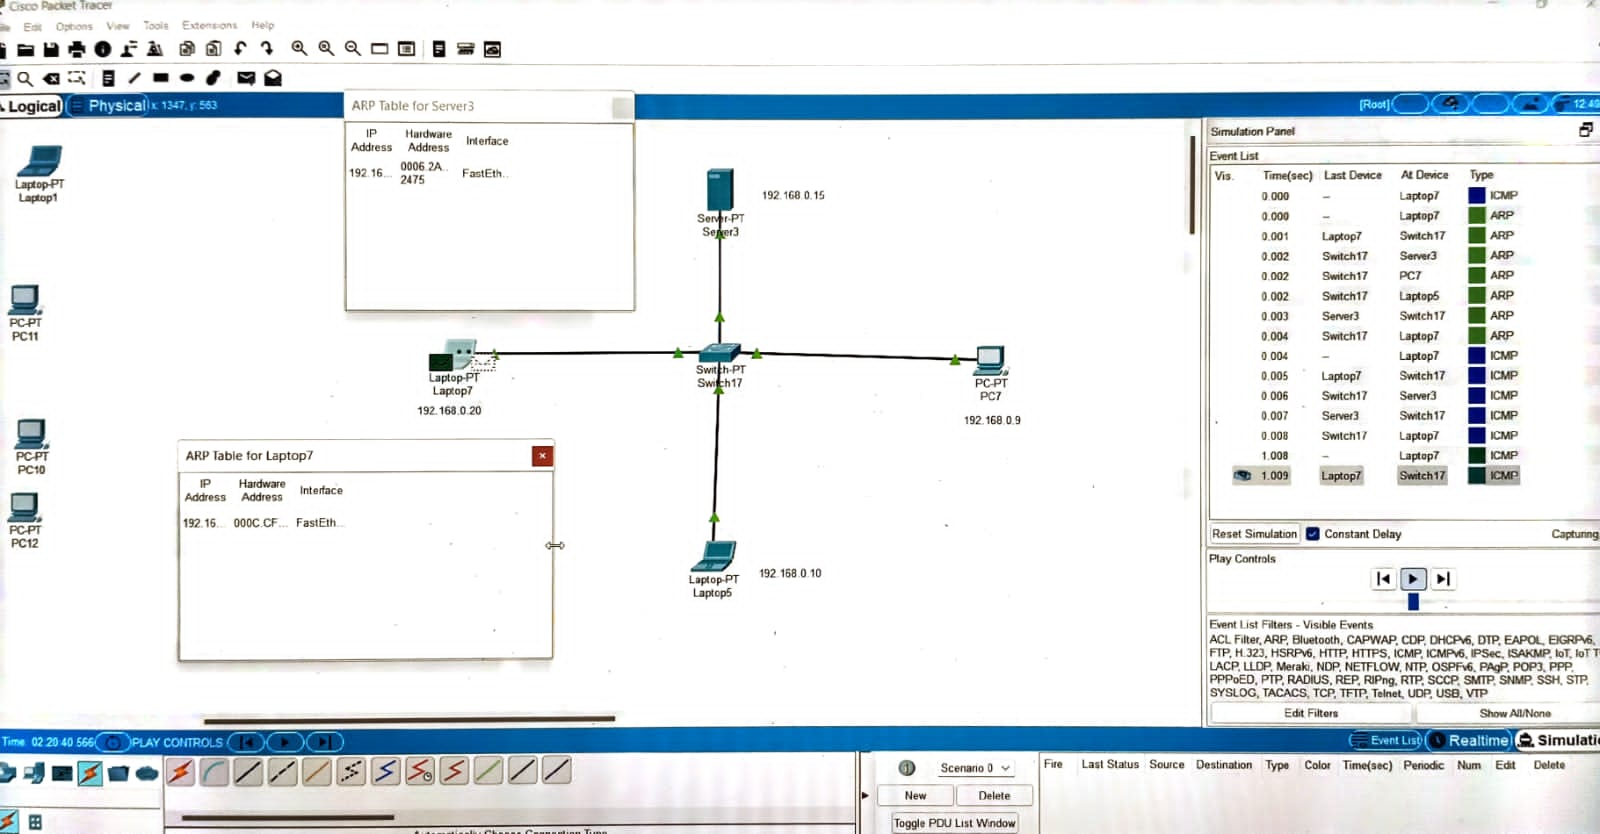 Cisco Packet Tracer
Edit Options View Tools Extensions Help
Logical Physical x: 1347, y: 563 [Root] 12:4
ARP Table for Server3
IP Address Hardware Address Interface
192.16... 0006.2A.. 2475 FastEth..
Laptop-PT
Laptop1
PC-PT
PC11
PC-PT
PC10
PC-PT
PC12
Server-PT
Server3
192.168.0.15
Laptop-PT
Laptop7
192.168.0.20
Switch-PT
Switch17
PC-PT
PC7
192.168.0.9
ARP Table for Laptop7
IP Address Hardware Address Interface
192.16... 000C.CF... FastEth...
Laptop-PT
Laptop5
192.168.0.10
Simulation Panel
Event List
Vis. Time(sec) Last Device At Device Type
0.000 -- Laptop7 ICMP
0.000 -- Laptop7 ARP
0.001 Laptop7 Switch17 ARP
0.002 Switch17 Server3 ARP
0.002 Switch17 PC7 ARP
0.002 Switch17 Laptop5 ARP
0.003 Server3 Switch17 ARP
0.004 Switch17 Laptop7 ARP
0.004 -- Laptop7 ICMP
0.005 Laptop7 Switch17 ICMP
0.006 Switch17 Server3 ICMP
0.007 Server3 Switch17 ICMP
0.008 Switch17 Laptop7 ICMP
1.008 -- Laptop7 ICMP
1.009 Laptop7 Switch17 ICMP
Reset Simulation Constant Delay Capturing
Play Controls
Event List Filters - Visible Events
ACL Filter, ARP, Bluetooth, CAPWAP, CDP, DHCPv6, DTP, EAPOL, EIGRPv6,
FTP, H.323, HSRPv6, HTTP, HTTPS, ICMP, ICMPv6, IPSec, ISAKMP, IoT, IoT T
LACP, LLDP, Meraki, NDP, NETFLOW, NTP, OSPFv6, PAgP, POP3, PPP,
PPPoED, PTP, RADIUS, REP, RIPng, RTP, SCCP, SMTP, SNMP, SSH, STP,
SYSLOG, TACACS, TCP, TFTP, Telnet, UDP, USB, VTP
Edit Filters Show All/None
Time: 02:20:40.566 PLAY CONTROLS Event List Realtime Simulati
Scenario 0
New Delete
Toggle PDU List Window
Fire Last Status Source Destination Type Color Time(sec) Periodic Num Edit Delete